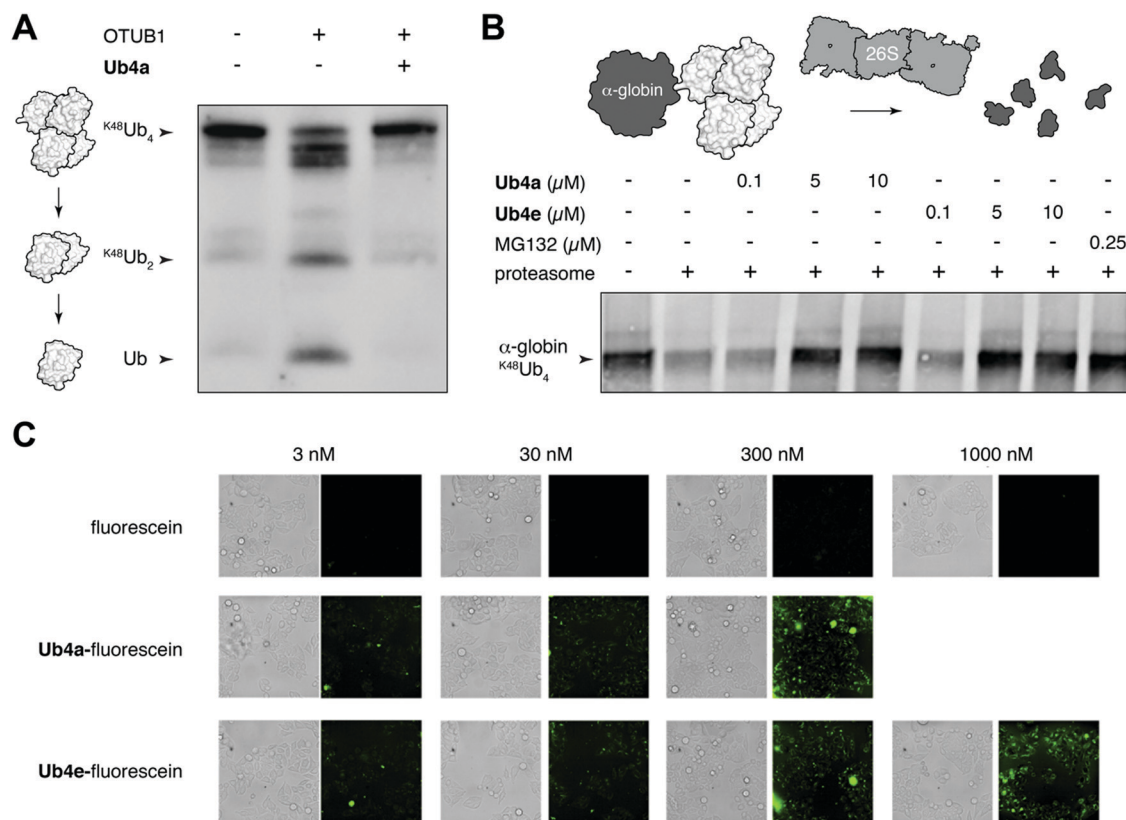 A
OTUB1 - + +
Ub4a - - +
K48Ub4
K48Ub2
Ub
B
α-globin
26S
Ub4a (μM) - - 0.1 5 10 - - - -
Ub4e (μM) - - - - - 0.1 5 10 -
MG132 (μM) - - - - - - - - 0.25
proteasome - + + + + + + + +
α-globin
K48Ub4
C
3 nM 30 nM 300 nM 1000 nM
fluorescein
Ub4a-fluorescein
Ub4e-fluorescein